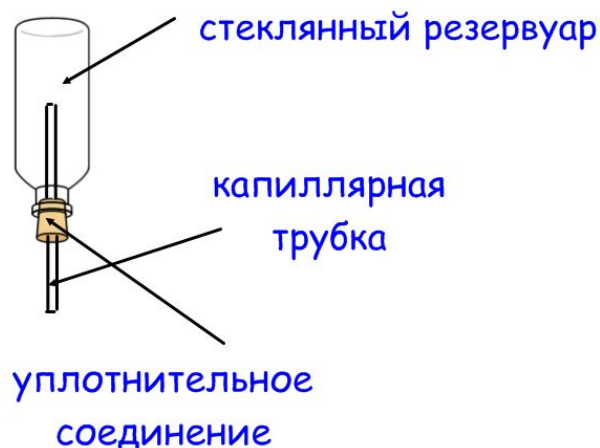 стеклянный резервуар
капиллярная
трубка
уплотнительное
соединение